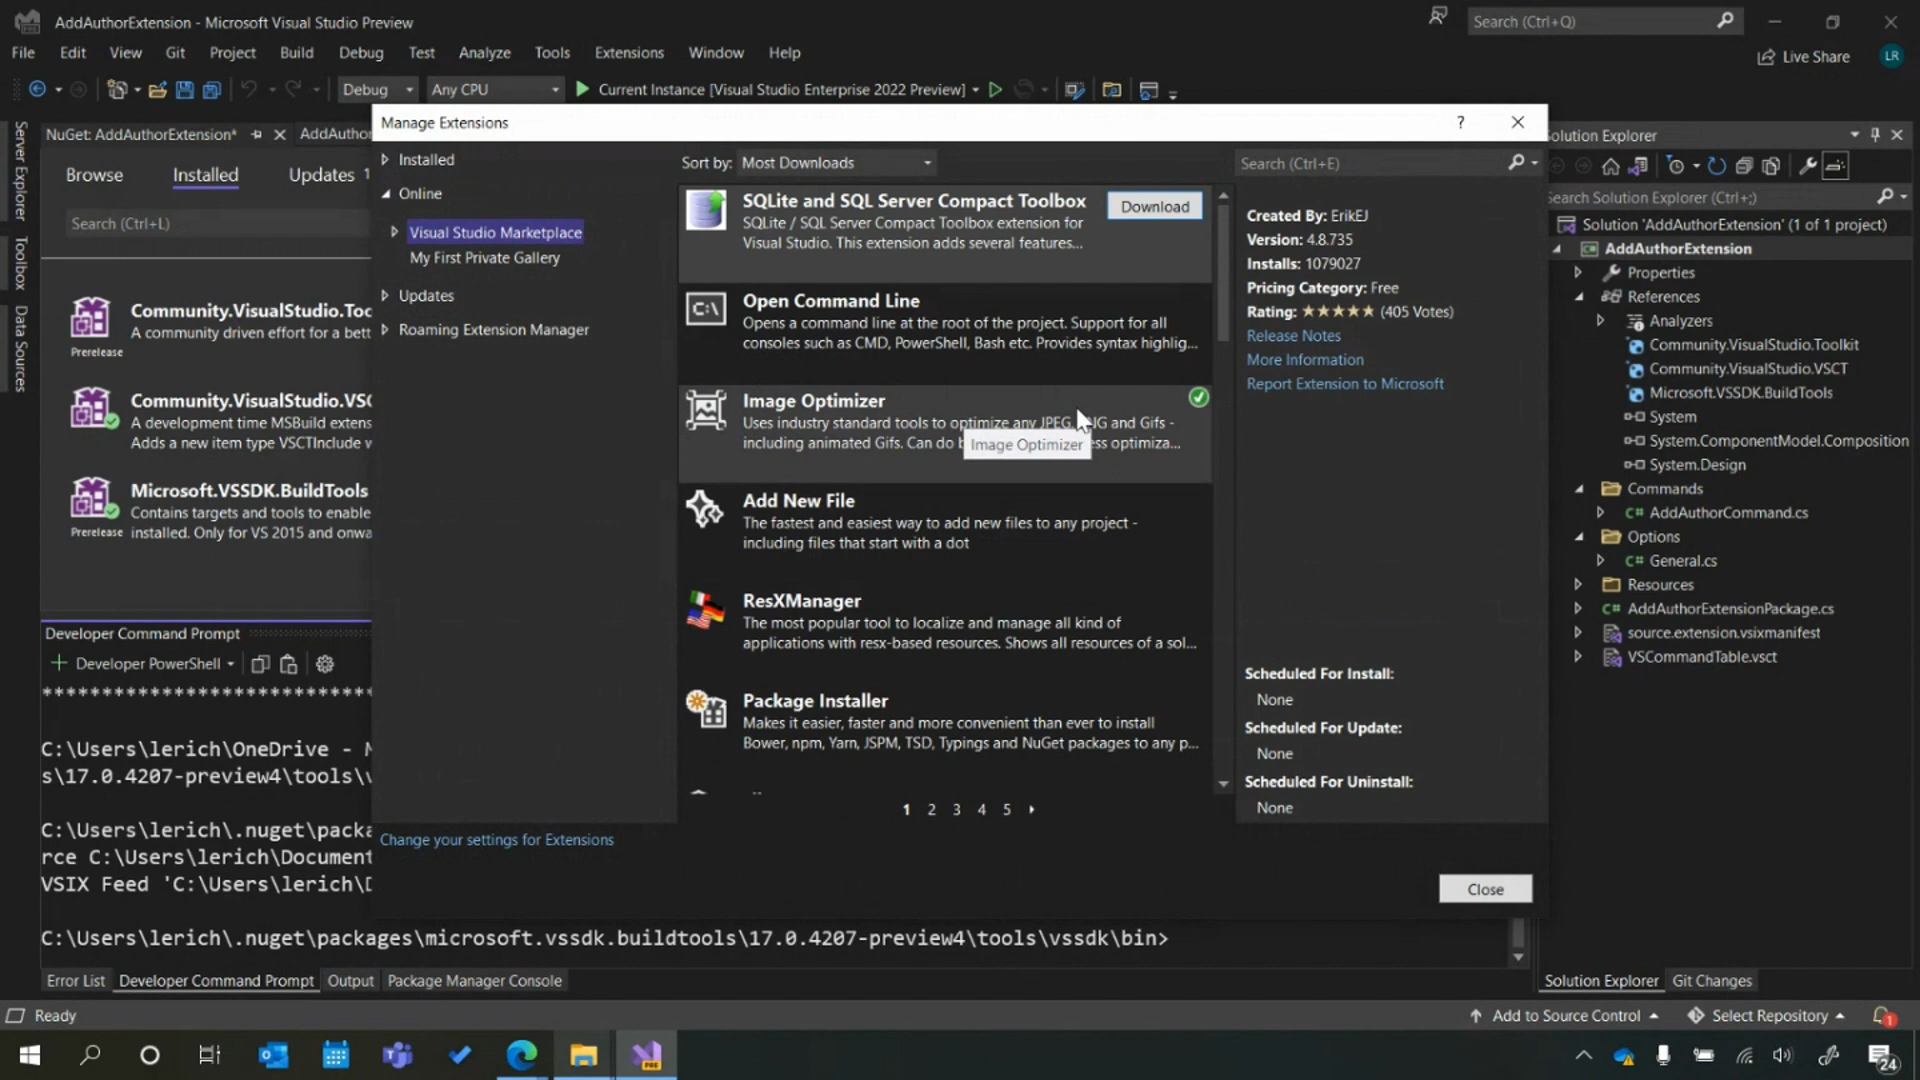 AddAuthorExtension - Microsoft Visual Studio Preview
Search (Ctrl+Q)
File Edit View Git Project Build Debug Test Analyze Tools Extensions Window Help
Live Share
LR
Debug
Any CPU
Current Instance [Visual Studio Enterprise 2022 Preview]
Server Explorer
Toolbox
Data Sources
NuGet: AddAuthorExtension*
AddAuthor
Browse
Installed
Updates 1
Search (Ctrl+L)
Community.VisualStudio.Too
A community driven effort for a bett
Prerelease
Community.VisualStudio.VSC
A development time MSBuild extens
Adds a new item type VSCTInclude w
Microsoft.VSSDK.BuildTools
Contains targets and tools to enable
Prerelease
installed. Only for VS 2015 and onwa
Developer Command Prompt
Developer PowerShell
*******************************
C:\Users\lerich\OneDrive - M
s\17.0.4207-preview4\tools\v
C:\Users\lerich\.nuget\packa
rce C:\Users\lerich\Document
VSIX Feed 'C:\Users\lerich\D
C:\Users\lerich\.nuget\packages\microsoft.vssdk.buildtools\17.0.4207-preview4\tools\vssdk\bin>
Manage Extensions
?
Installed
Online
Visual Studio Marketplace
My First Private Gallery
Updates
Roaming Extension Manager
Change your settings for Extensions
Sort by:
Most Downloads
SQLite and SQL Server Compact Toolbox
SQLite / SQL Server Compact Toolbox extension for
Visual Studio. This extension adds several features...
Download
C:\
Open Command Line
Opens a command line at the root of the project. Support for all
consoles such as CMD, PowerShell, Bash etc. Provides syntax highlig...
Image Optimizer
Uses industry standard tools to optimize any JPEG, NG and Gifs -
including animated Gifs. Can do b ess optimiza...
Image Optimizer
Add New File
The fastest and easiest way to add new files to any project -
including files that start with a dot
ResXManager
The most popular tool to localize and manage all kind of
applications with resx-based resources. Shows all resources of a sol...
Package Installer
Makes it easier, faster and more convenient than ever to install
Bower, npm, Yarn, JSPM, TSD, Typings and NuGet packages to any p...
1 2 3 4 5
Search (Ctrl+E)
Created By: ErikEJ
Version: 4.8.735
Installs: 1079027
Pricing Category: Free
Rating: ★★★★★ (405 Votes)
Release Notes
More Information
Report Extension to Microsoft
Scheduled For Install:
None
Scheduled For Update:
None
Scheduled For Uninstall:
None
Close
Solution Explorer
Search Solution Explorer (Ctrl+;)
Solution 'AddAuthorExtension' (1 of 1 project)
AddAuthorExtension
Properties
References
Analyzers
Community.VisualStudio.Toolkit
Community.VisualStudio.VSCT
Microsoft.VSSDK.BuildTools
System
System.ComponentModel.Composition
System.Design
Commands
C# AddAuthorCommand.cs
Options
C# General.cs
Resources
C# AddAuthorExtensionPackage.cs
source.extension.vsixmanifest
VSCommandTable.vsct
Error List
Developer Command Prompt
Output
Package Manager Console
Solution Explorer
Git Changes
Ready
Add to Source Control
Select Repository
1
PRE
24